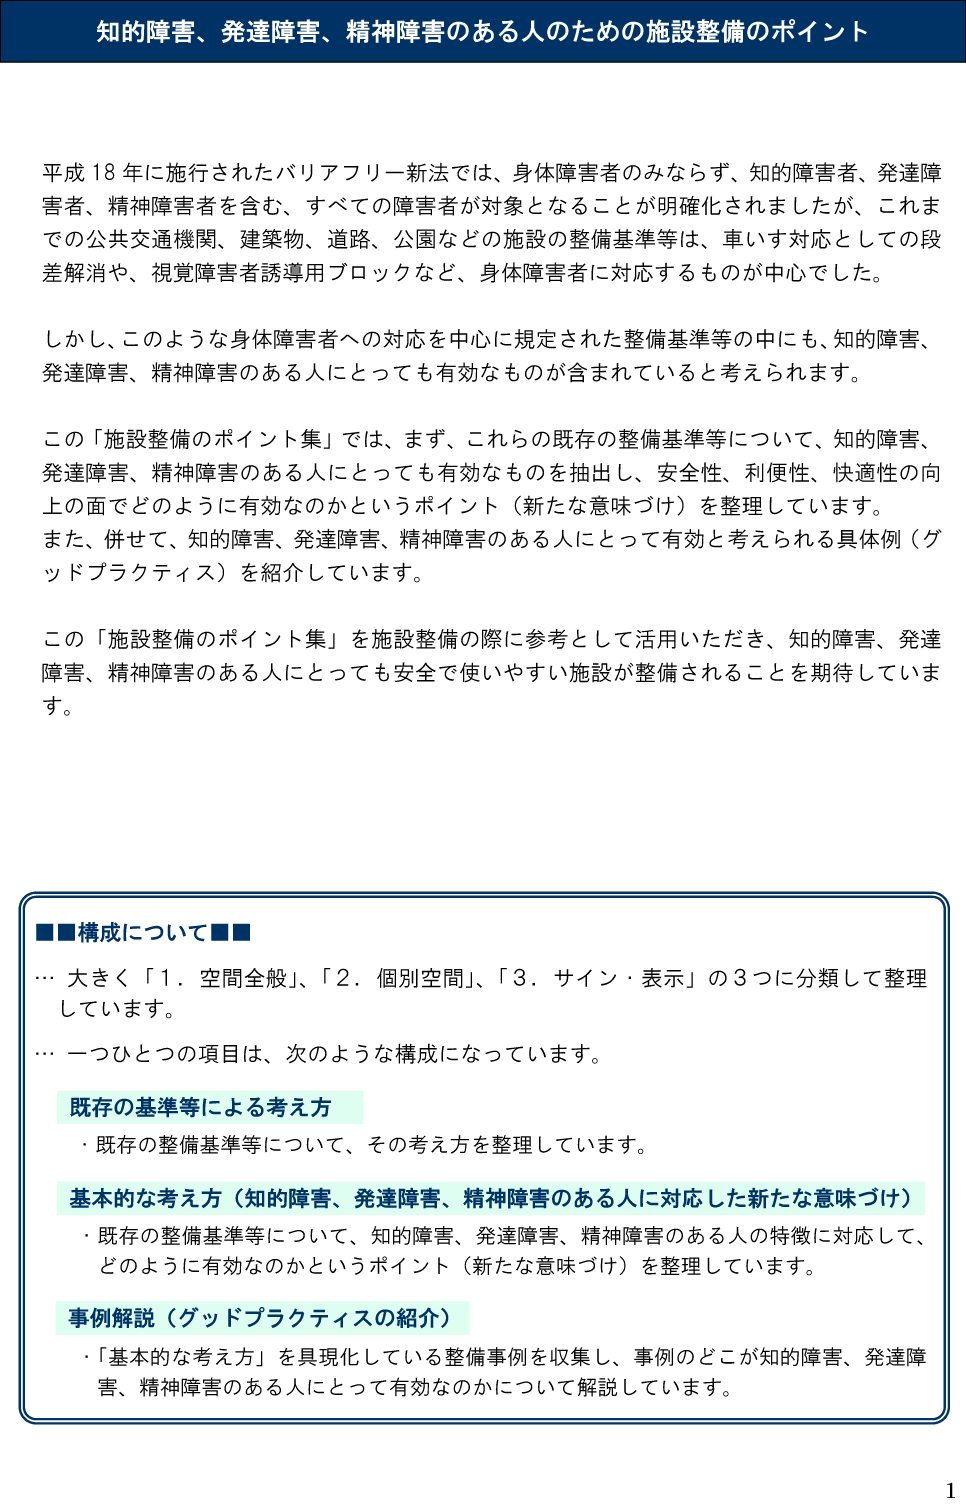 知的障害、発達障害、精神障害のある人のための施設整備のポイント
平成 18 年に施行されたバリアフリー新法では、身体障害者のみならず、知的障害者、発達障
害者、精神障害者を含む、すべての障害者が対象となることが明確化されましたが、これま
での公共交通機関、建築物、道路、公園などの施設の整備基準等は、車いす対応としての段
差解消や、視覚障害者誘導用ブロックなど、身体障害者に対応するものが中心でした。
しかし、このような身体障害者への対応を中心に規定された整備基準等の中にも、知的障害、
発達障害、精神障害のある人にとっても有効なものが含まれていると考えられます。
この「施設整備のポイント集」では、まず、これらの既存の整備基準等について、知的障害、
発達障害、精神障害のある人にとっても有効なものを抽出し、安全性、利便性、快適性の向
上の面でどのように有効なのかというポイント（新たな意味づけ）を整理しています。
また、併せて、知的障害、発達障害、精神障害のある人にとって有効と考えられる具体例（グ
ッドプラクティス）を紹介しています。
この「施設整備のポイント集」を施設整備の際に参考として活用いただき、知的障害、発達
障害、精神障害のある人にとっても安全で使いやすい施設が整備されることを期待していま
す。
■■構成について■■
… 大きく「１．空間全般」、「２．個別空間」、「３．サイン・表示」の３つに分類して整理
しています。
… 一つひとつの項目は、次のような構成になっています。
既存の基準等による考え方
・既存の整備基準等について、その考え方を整理しています。
基本的な考え方（知的障害、発達障害、精神障害のある人に対応した新たな意味づけ）
・既存の整備基準等について、知的障害、発達障害、精神障害のある人の特徴に対応して、
どのように有効なのかというポイント（新たな意味づけ）を整理しています。
事例解説（グッドプラクティスの紹介）
・「基本的な考え方」を具現化している整備事例を収集し、事例のどこが知的障害、発達障
害、精神障害のある人にとって有効なのかについて解説しています。
1